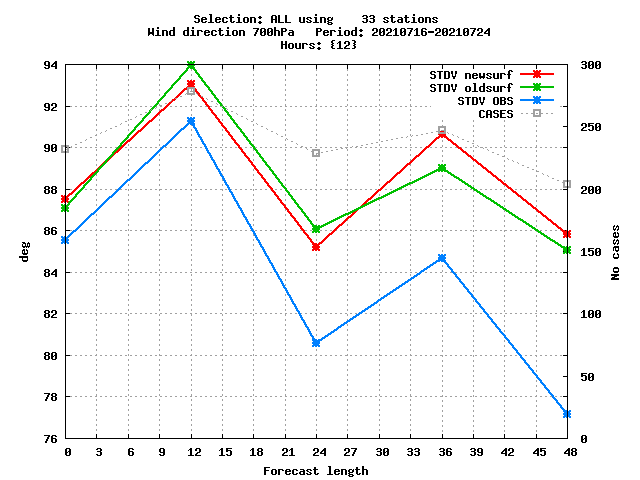 Selection: ALL using    33 stations
Wind direction 700hPa   Period: 20210716-20210724
Hours: {12}
STDV newsurf
STDV oldsurf
STDV OBS
CASES
94
92
90
88
86
84
82
80
78
76
deg
300
250
200
150
100
50
0
No cases
0 3 6 9 12 15 18 21 24 27 30 33 36 39 42 45 48
Forecast length